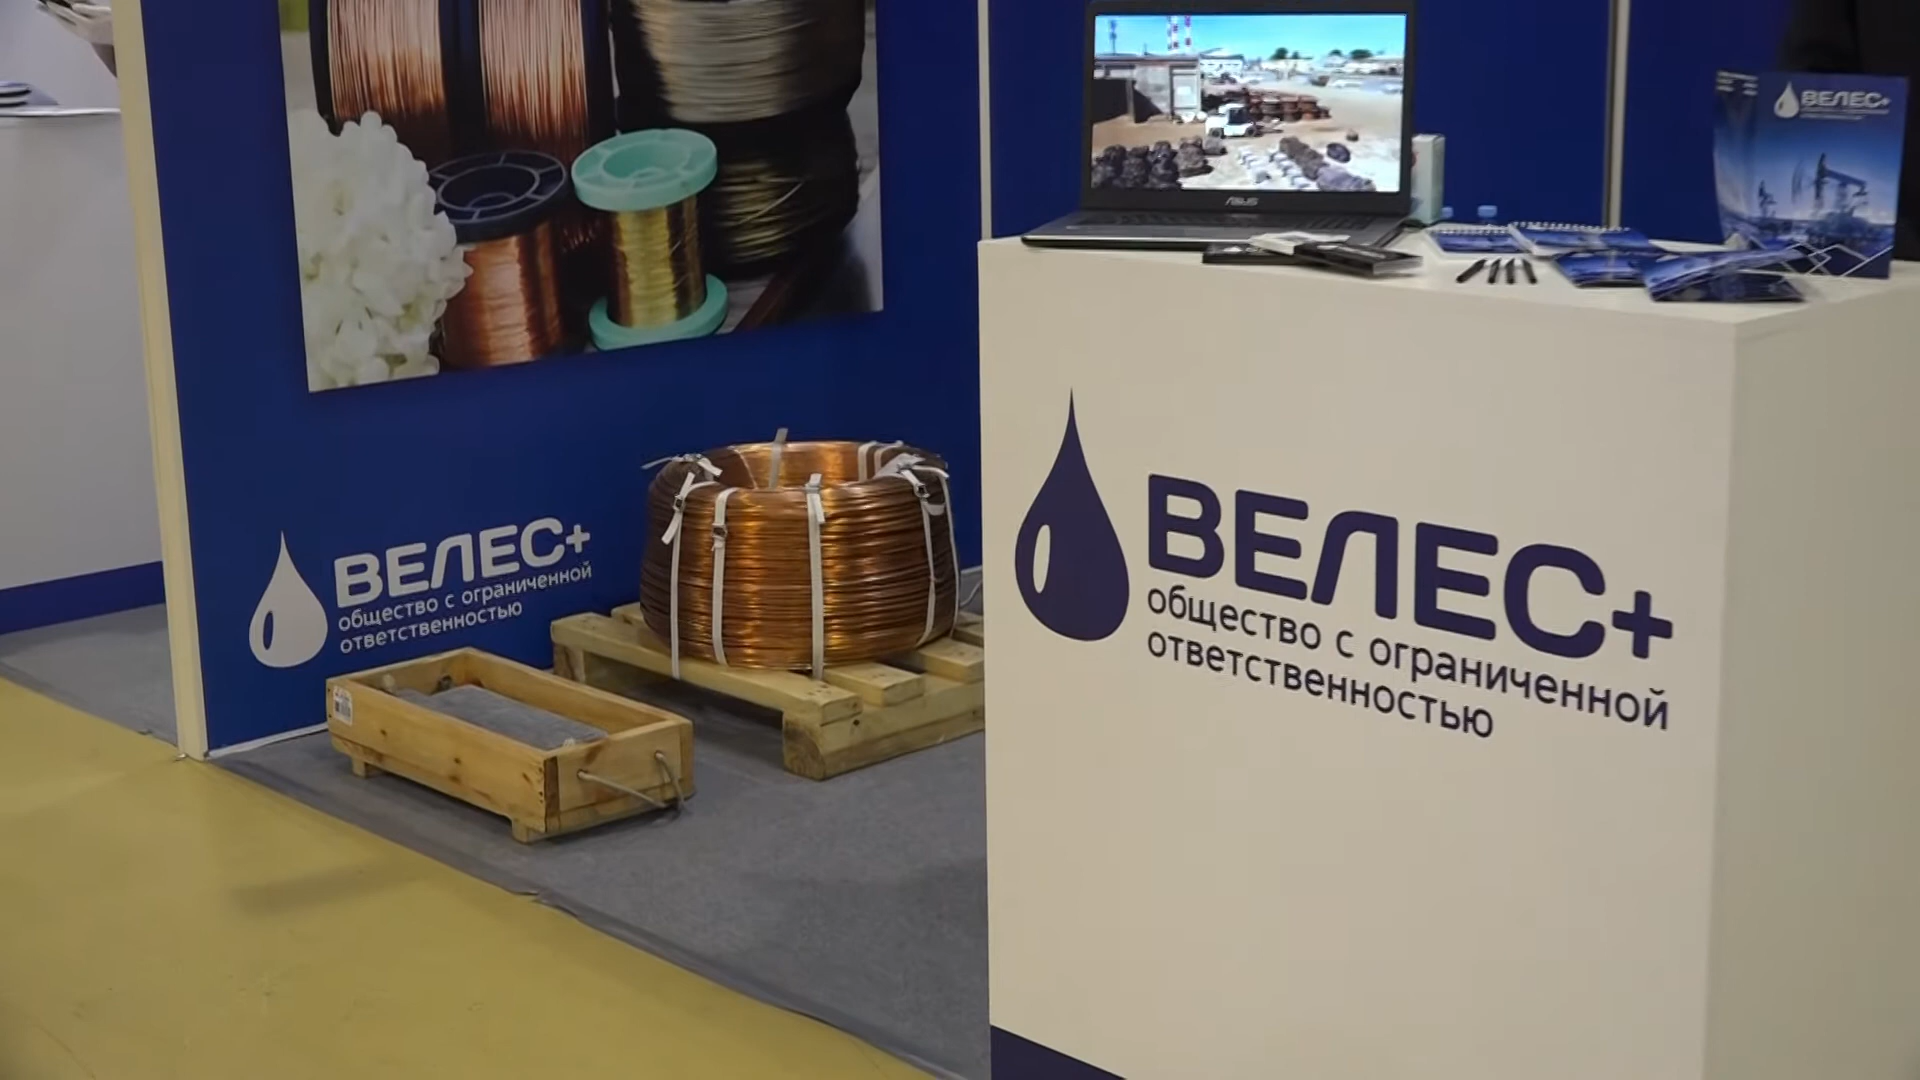 ВЕЛЕС+
общество с ограниченной
ответственностью
ASUS
ВЕЛЕС+
ВЕЛЕС+
общество с ограниченной
ответственностью